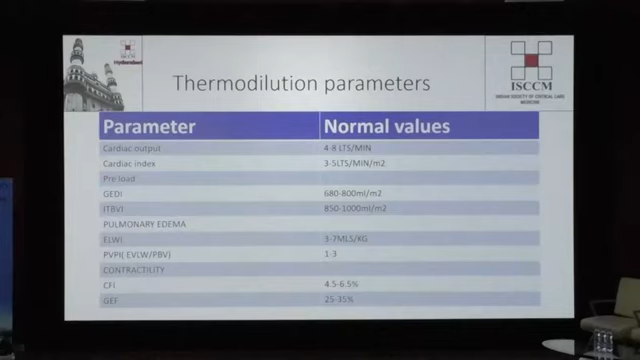 Hyderabad
Thermodilution parameters
ISCCM
INDIAN SOCIETY OF CRITICAL CARE
MEDICINE
Parameter Normal values
Cardiac output 4-8 LTS/MIN
Cardiac index 3-5LTS/MIN/m2
Pre load
GEDI 680-800ml/m2
ITBVI 850-1000ml/m2
PULMONARY EDEMA
ELWI 3-7MLS/KG
PVPI( EVLW/PBV) 1-3
CONTRACTILITY
CFI 4.5-6.5%
GEF 25-35%